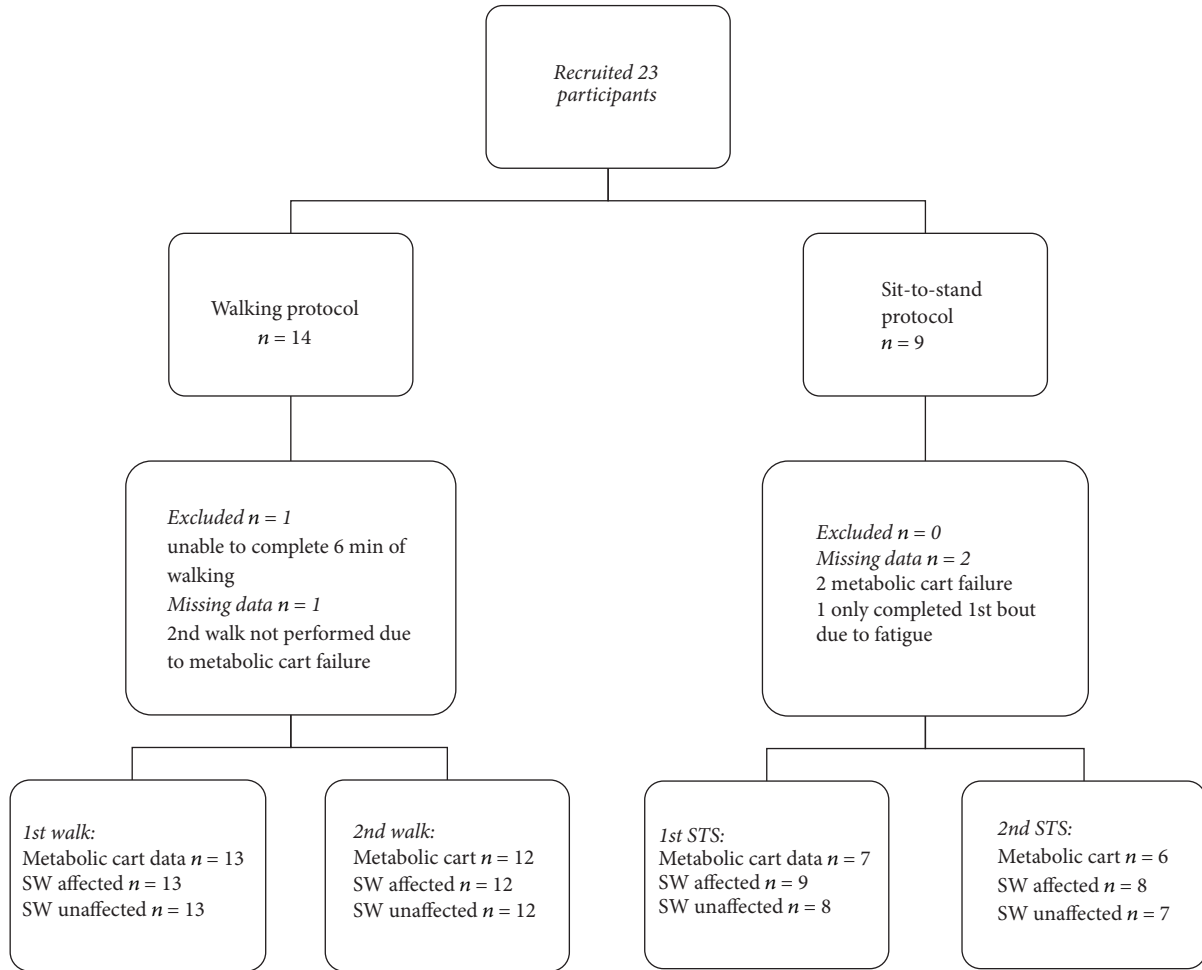 Recruited 23
participants
Walking protocol
n = 14
Sit-to-stand
protocol
n = 9
Excluded n = 1
unable to complete 6 min of
walking
Missing data n = 1
2nd walk not performed due
to metabolic cart failure
Excluded n = 0
Missing data n = 2
2 metabolic cart failure
1 only completed 1st bout
due to fatigue
1st walk:
Metabolic cart data n = 13
SW affected n = 13
SW unaffected n = 13
2nd walk:
Metabolic cart n = 12
SW affected n = 12
SW unaffected n = 12
1st STS:
Metabolic cart data n = 7
SW affected n = 9
SW unaffected n = 8
2nd STS:
Metabolic cart n = 6
SW affected n = 8
SW unaffected n = 7